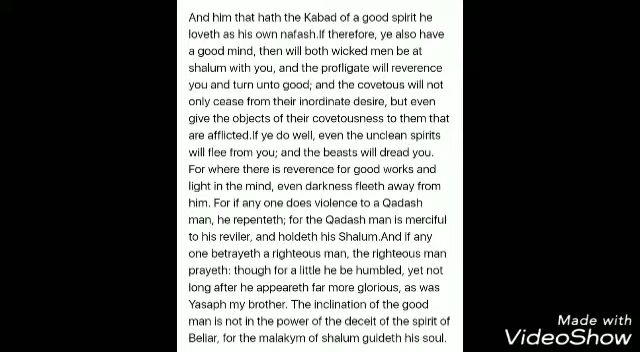 And him that hath the Kabad of a good spirit he
loveth as his own nafash.If therefore, ye also have
a good mind, then will both wicked men be at
shalum with you, and the profligate will reverence
you and turn unto good; and the covetous will not
only cease from their inordinate desire, but even
give the objects of their covetousness to them that
are afflicted.If ye do well, even the unclean spirits
will flee from you; and the beasts will dread you.
For where there is reverence for good works and
light in the mind, even darkness fleeth away from
him. For if any one does violence to a Qadash
man, he repenteth; for the Qadash man is merciful
to his reviler, and holdeth his Shalum.And if any
one betrayeth a righteous man, the righteous man
prayeth: though for a little he be humbled, yet not
long after he appeareth far more glorious, as was
Yasaph my brother. The inclination of the good
man is not in the power of the deceit of the spirit of
Beliar, for the malakym of shalum guideth his soul.
Made with
VideoShow